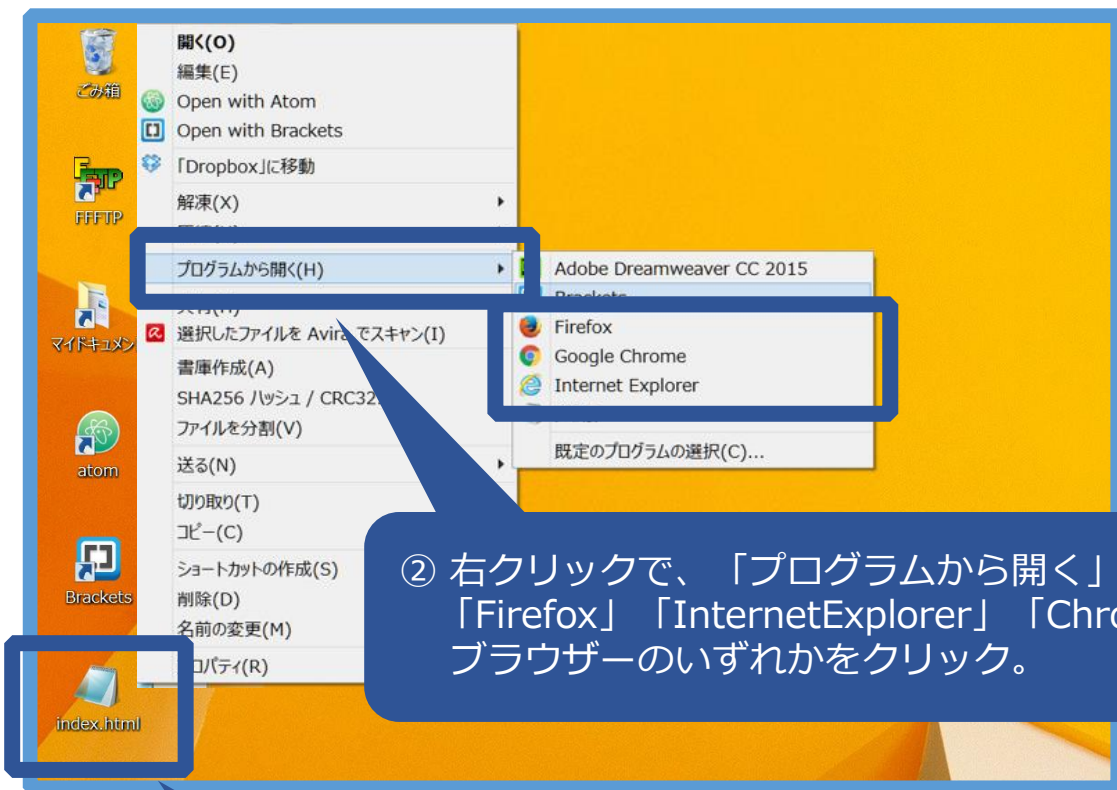 ごみ箱
FFFTP
マイドキュメン
atom
Brackets
index.html
開く(O)
編集(E)
Open with Atom
Open with Brackets
「Dropbox」に移動
解凍(X)
プログラムから開く(H)
選択したファイルを Avira でスキャン(I)
書庫作成(A)
SHA256 ハッシュ / CRC32
ファイルを分割(V)
送る(N)
切り取り(T)
コピー(C)
ショートカットの作成(S)
削除(D)
名前の変更(M)
ロパティ(R)
Adobe Dreamweaver CC 2015
Brackets
Firefox
Google Chrome
Internet Explorer
既定のプログラムの選択(C)...
② 右クリックで、「プログラムから開く」
「Firefox」「InternetExplorer」「Chro
ブラウザーのいずれかをクリック。